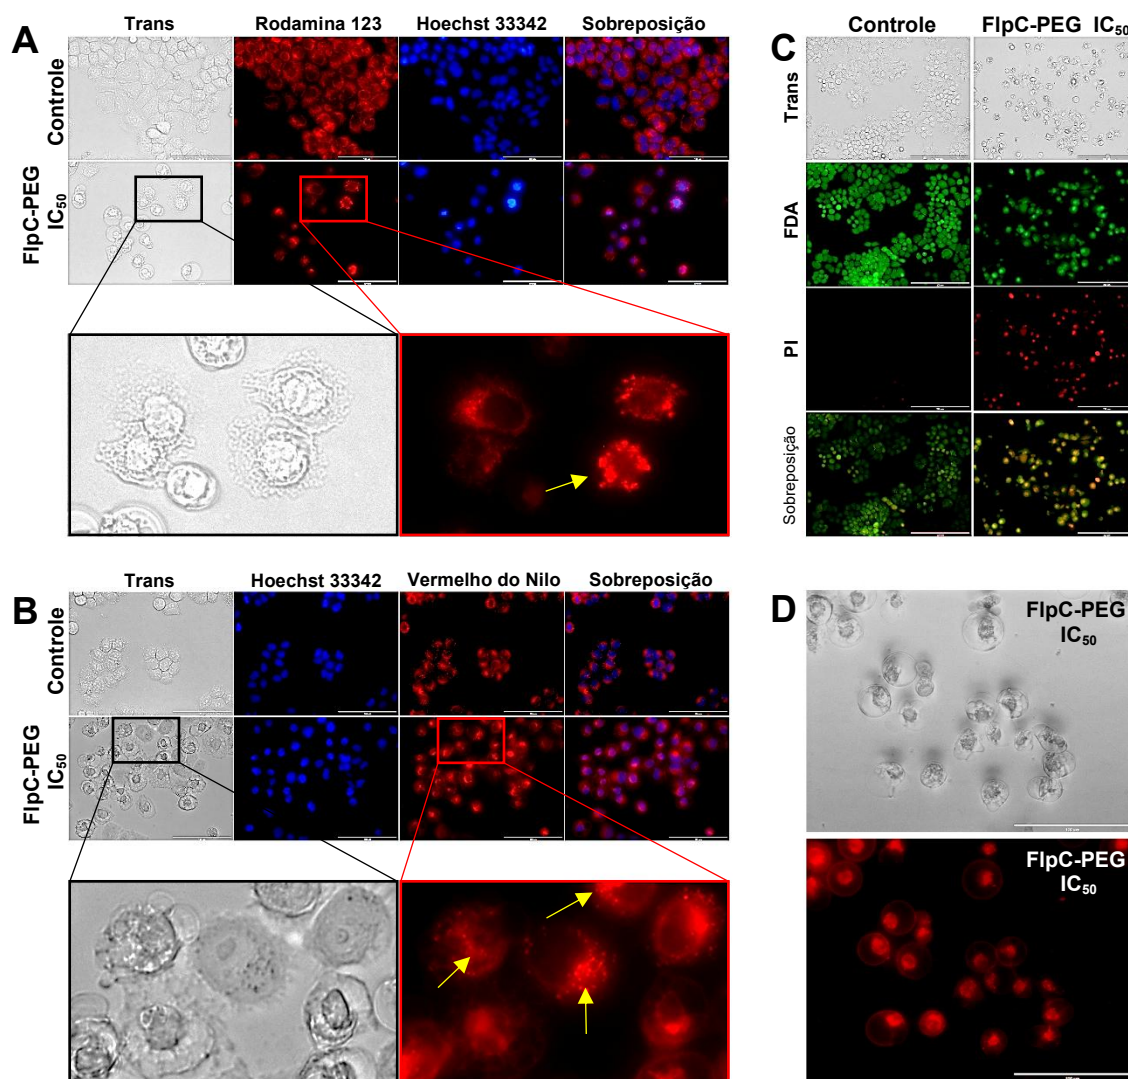 A
Trans
Rodamina 123
Hoechst 33342
Sobreposição
Controle
FlpC-PEG
IC50
B
Trans
Hoechst 33342
Vermelho do Nilo
Sobreposição
Controle
FlpC-PEG
IC50
C
Controle
FlpC-PEG IC50
Trans
FDA
PI
Sobreposição
D
FlpC-PEG
IC50
FlpC-PEG
IC50